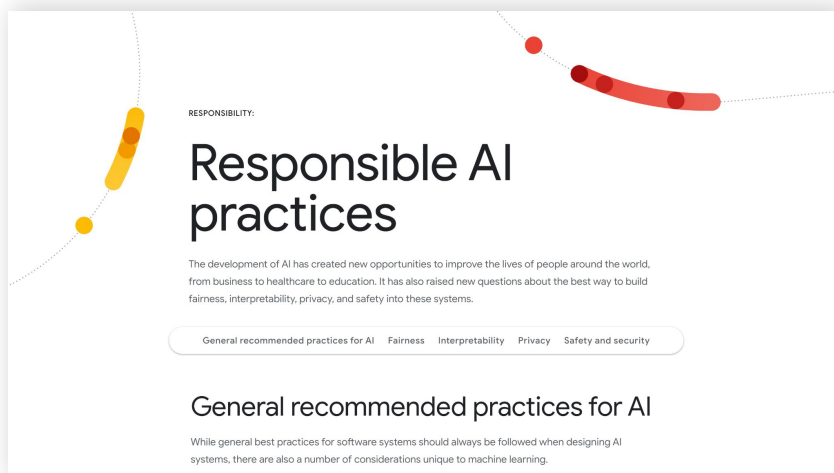 RESPONSIBILITY:
Responsible AI
practices
The development of AI has created new opportunities to improve the lives of people around the world,
from business to healthcare to education. It has also raised new questions about the best way to build
fairness, interpretability, privacy, and safety into these systems.
General recommended practices for AI Fairness Interpretability Privacy Safety and security
General recommended practices for AI
While general best practices for software systems should always be followed when designing AI
systems, there are also a number of considerations unique to machine learning.